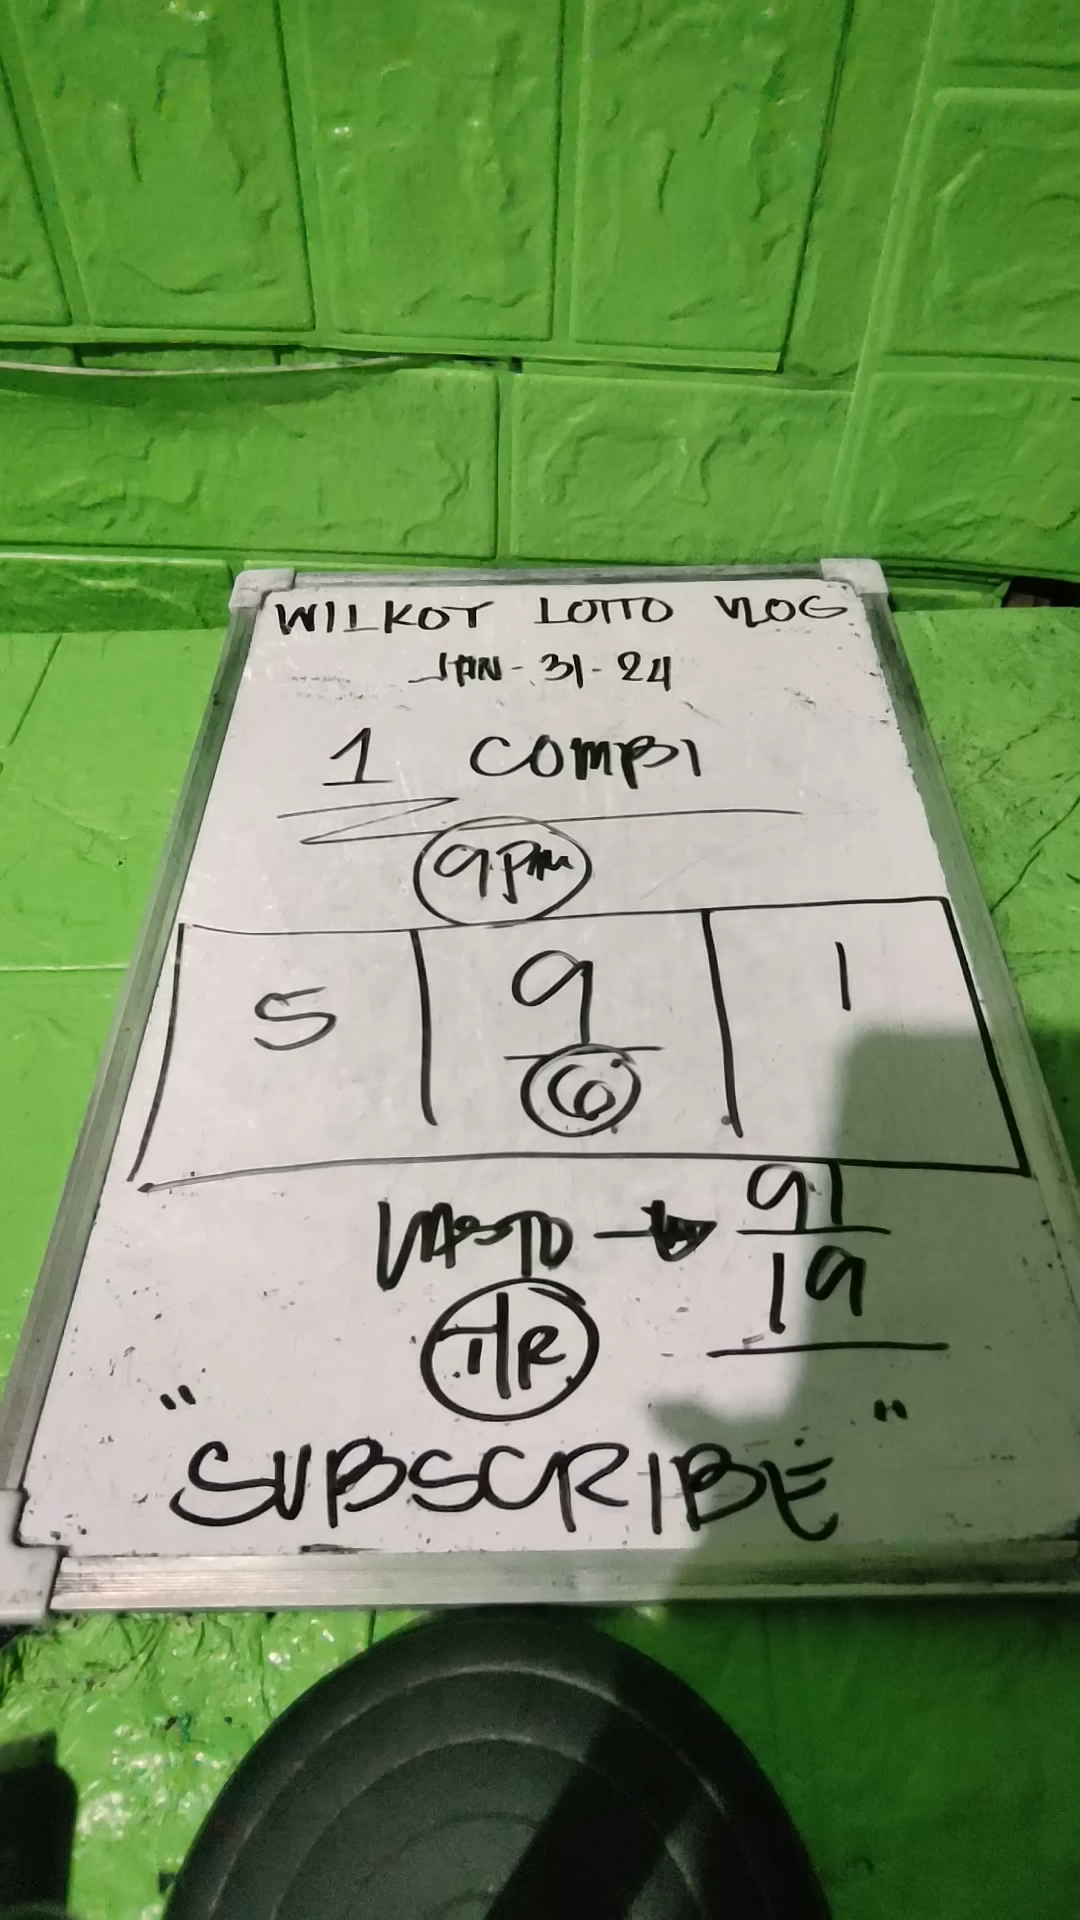 WILKOT LOTTO VLOG
JAN-31-24
1 COMBI
9pm
5 9 1
6
91
19
T/R
"SUBSCRIBE"